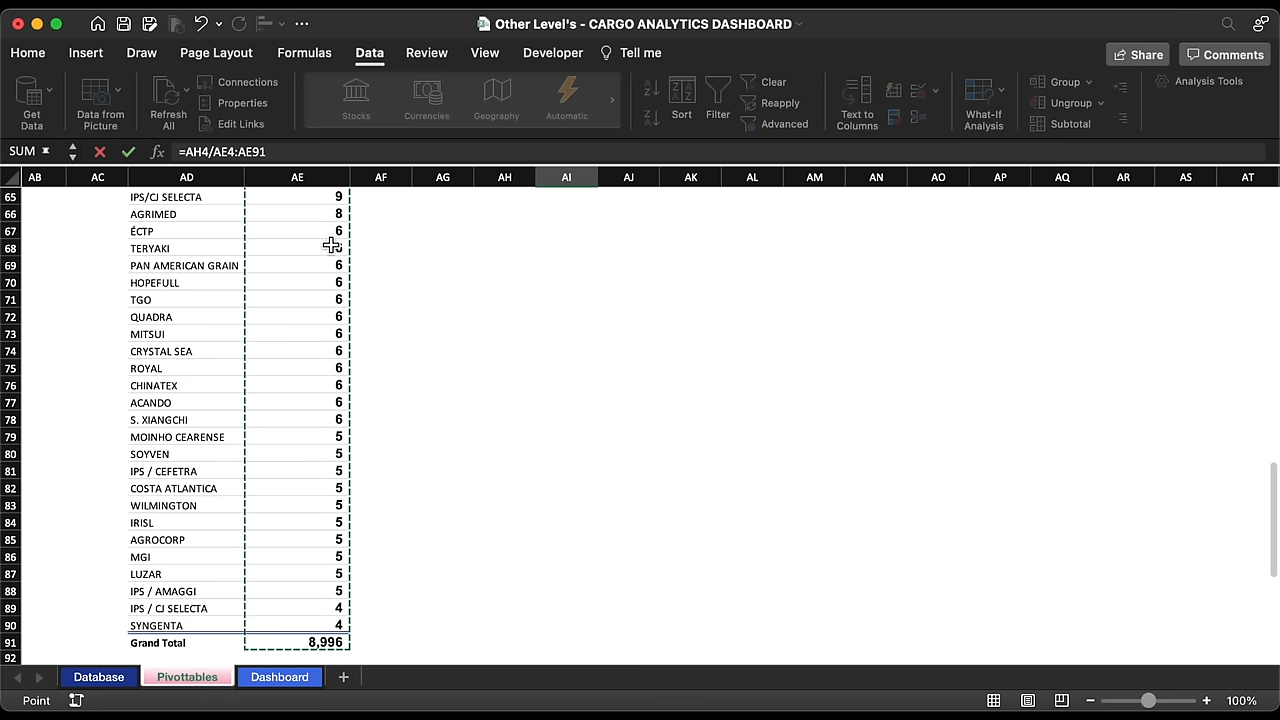 Other Level's - CARGO ANALYTICS DASHBOARD
Home Insert Draw Page Layout Formulas Data Review View Developer Tell me Share Comments
Get Data
Data from Picture
Refresh All
Connections
Properties
Edit Links
Stocks Currencies Geography Automatic
Sort Filter
Clear
Reapply
Advanced
Text to Columns
What-If Analysis
Group
Ungroup
Subtotal
Analysis Tools
SUM fx =AH4/AE4:AE91
AB AC AD AE AF AG AH AI AJ AK AL AM AN AO AP AQ AR AS AT
65 IPS/CJ SELECTA 9
66 AGRIMED 8
67 ÉCTP 6
68 TERYAKI
69 PAN AMERICAN GRAIN 6
70 HOPEFULL 6
71 TGO 6
72 QUADRA 6
73 MITSUI 6
74 CRYSTAL SEA 6
75 ROYAL 6
76 CHINATEX 6
77 ACANDO 6
78 S. XIANGCHI 6
79 MOINHO CEARENSE 5
80 SOYVEN 5
81 IPS / CEFETRA 5
82 COSTA ATLANTICA 5
83 WILMINGTON 5
84 IRISL 5
85 AGROCORP 5
86 MGI 5
87 LUZAR 5
88 IPS / AMAGGI 5
89 IPS / CJ SELECTA 4
90 SYNGENTA 4
91 Grand Total 8,996
92
Database Pivottables Dashboard
Point 100%